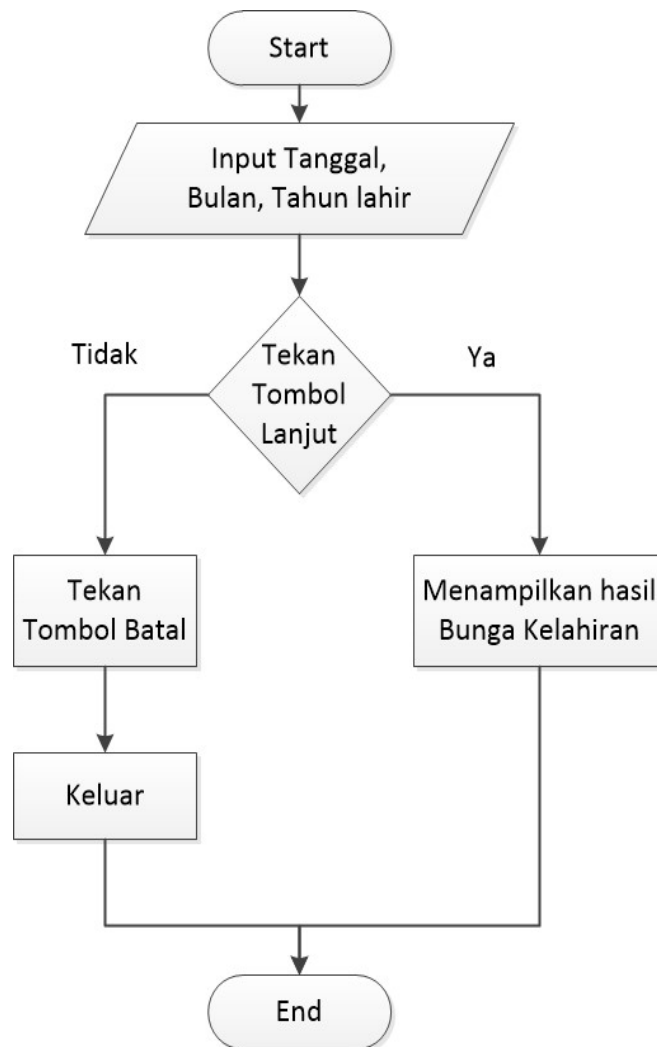 Start
Input Tanggal,
Bulan, Tahun lahir
Tidak
Tekan
Tombol
Lanjut
Ya
Tekan
Tombol Batal
Menampilkan hasil
Bunga Kelahiran
Keluar
End